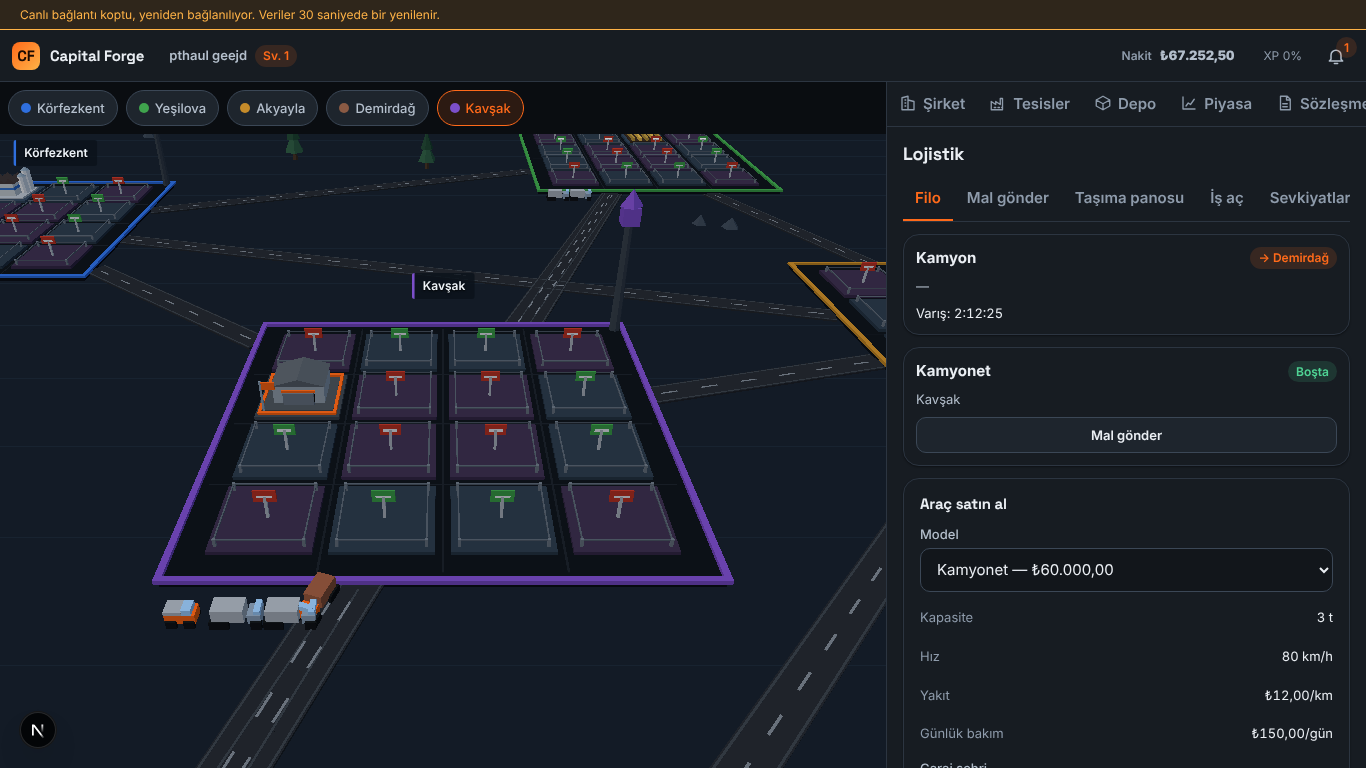 Canlı bağlantı koptu, yeniden bağlanılıyor. Veriler 30 saniyede bir yenilenir.
CF Capital Forge pthaul geejd Sv. 1 Nakit ₺67.252,50 XP 0% 1
Körfezkent Yeşilova Akyayla Demirdağ Kavşak
Şirket Tesisler Depo Piyasa Sözleşme
Körfezkent
Kavşak
Lojistik
Filo Mal gönder Taşıma panosu İş aç Sevkiyatlar
Kamyon → Demirdağ
—
Varış: 2:12:25
Kamyonet Boşta
Kavşak
Mal gönder
Araç satın al
Model
Kamyonet — ₺60.000,00
Kapasite 3 t
Hız 80 km/h
Yakıt ₺12,00/km
Günlük bakım ₺150,00/gün
Garaj şehri
N